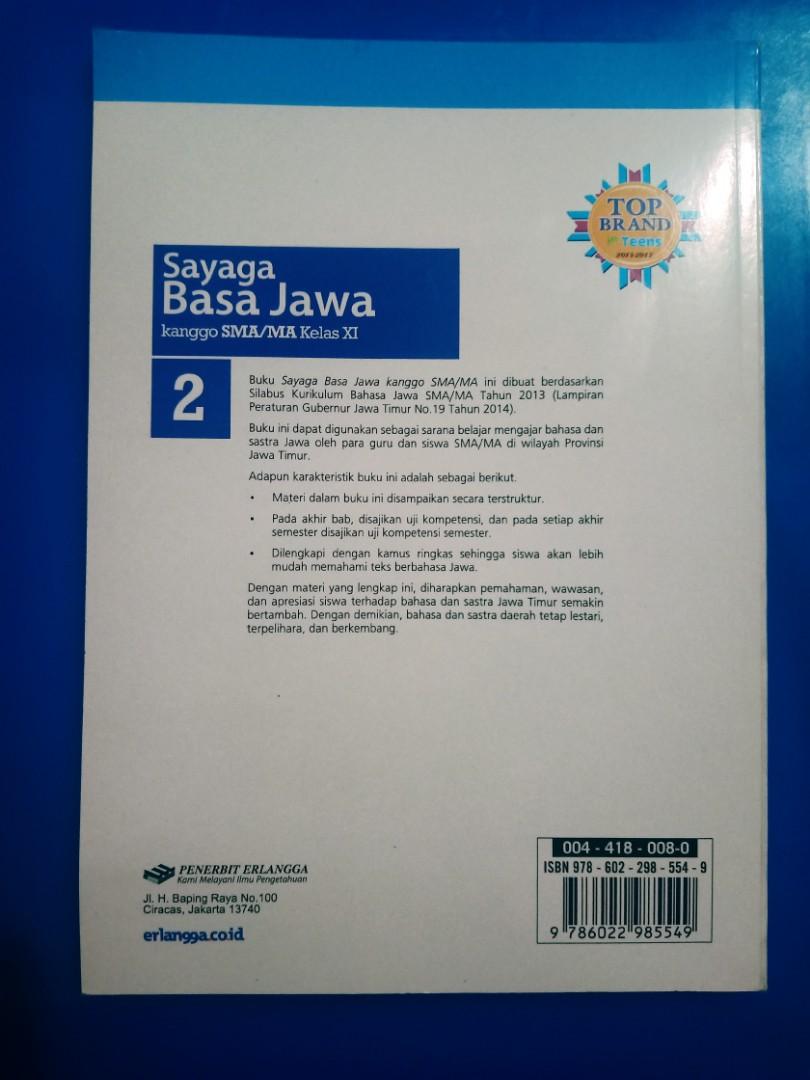 TOP
BRAND
Teens
Sayaga
Basa Jawa
kanggo SMA/MA Kelas XI
2
Buku Sayaga Basa Jawa kanggo SMA/MA ini dibuat berdasarkan
Silabus Kurikulum Bahasa Jawa SMA/MA Tahun 2013 (Lampiran
Peraturan Gubernur Jawa Timur No.19 Tahun 2014).
Buku ini dapat digunakan sebagai sarana belajar mengajar bahasa dan
sastra Jawa oleh para guru dan siswa SMA/MA di wilayah Provinsi
Jawa Timur.
Adapun karakteristik buku ini adalah sebagai berikut.
• Materi dalam buku ini disampaikan secara terstruktur.
• Pada akhir bab, disajikan uji kompetensi, dan pada setiap akhir
semester disajikan uji kompetensi semester.
• Dilengkapi dengan kamus ringkas sehingga siswa akan lebih
mudah memahami teks berbahasa Jawa.
Dengan materi yang lengkap ini, diharapkan pemahaman, wawasan,
dan apresiasi siswa terhadap bahasa dan sastra Jawa Timur semakin
bertambah. Dengan demikian, bahasa dan sastra daerah tetap lestari,
terpelihara, dan berkembang.
PENERBIT ERLANGGA
Kami Melayani Ilmu Pengetahuan
Jl. H. Baping Raya No.100
Ciracas, Jakarta 13740
erlangga.co.id
004 - 418 - 008-0
ISBN 978 - 602 - 298 - 554 - 9
9 786022 985549